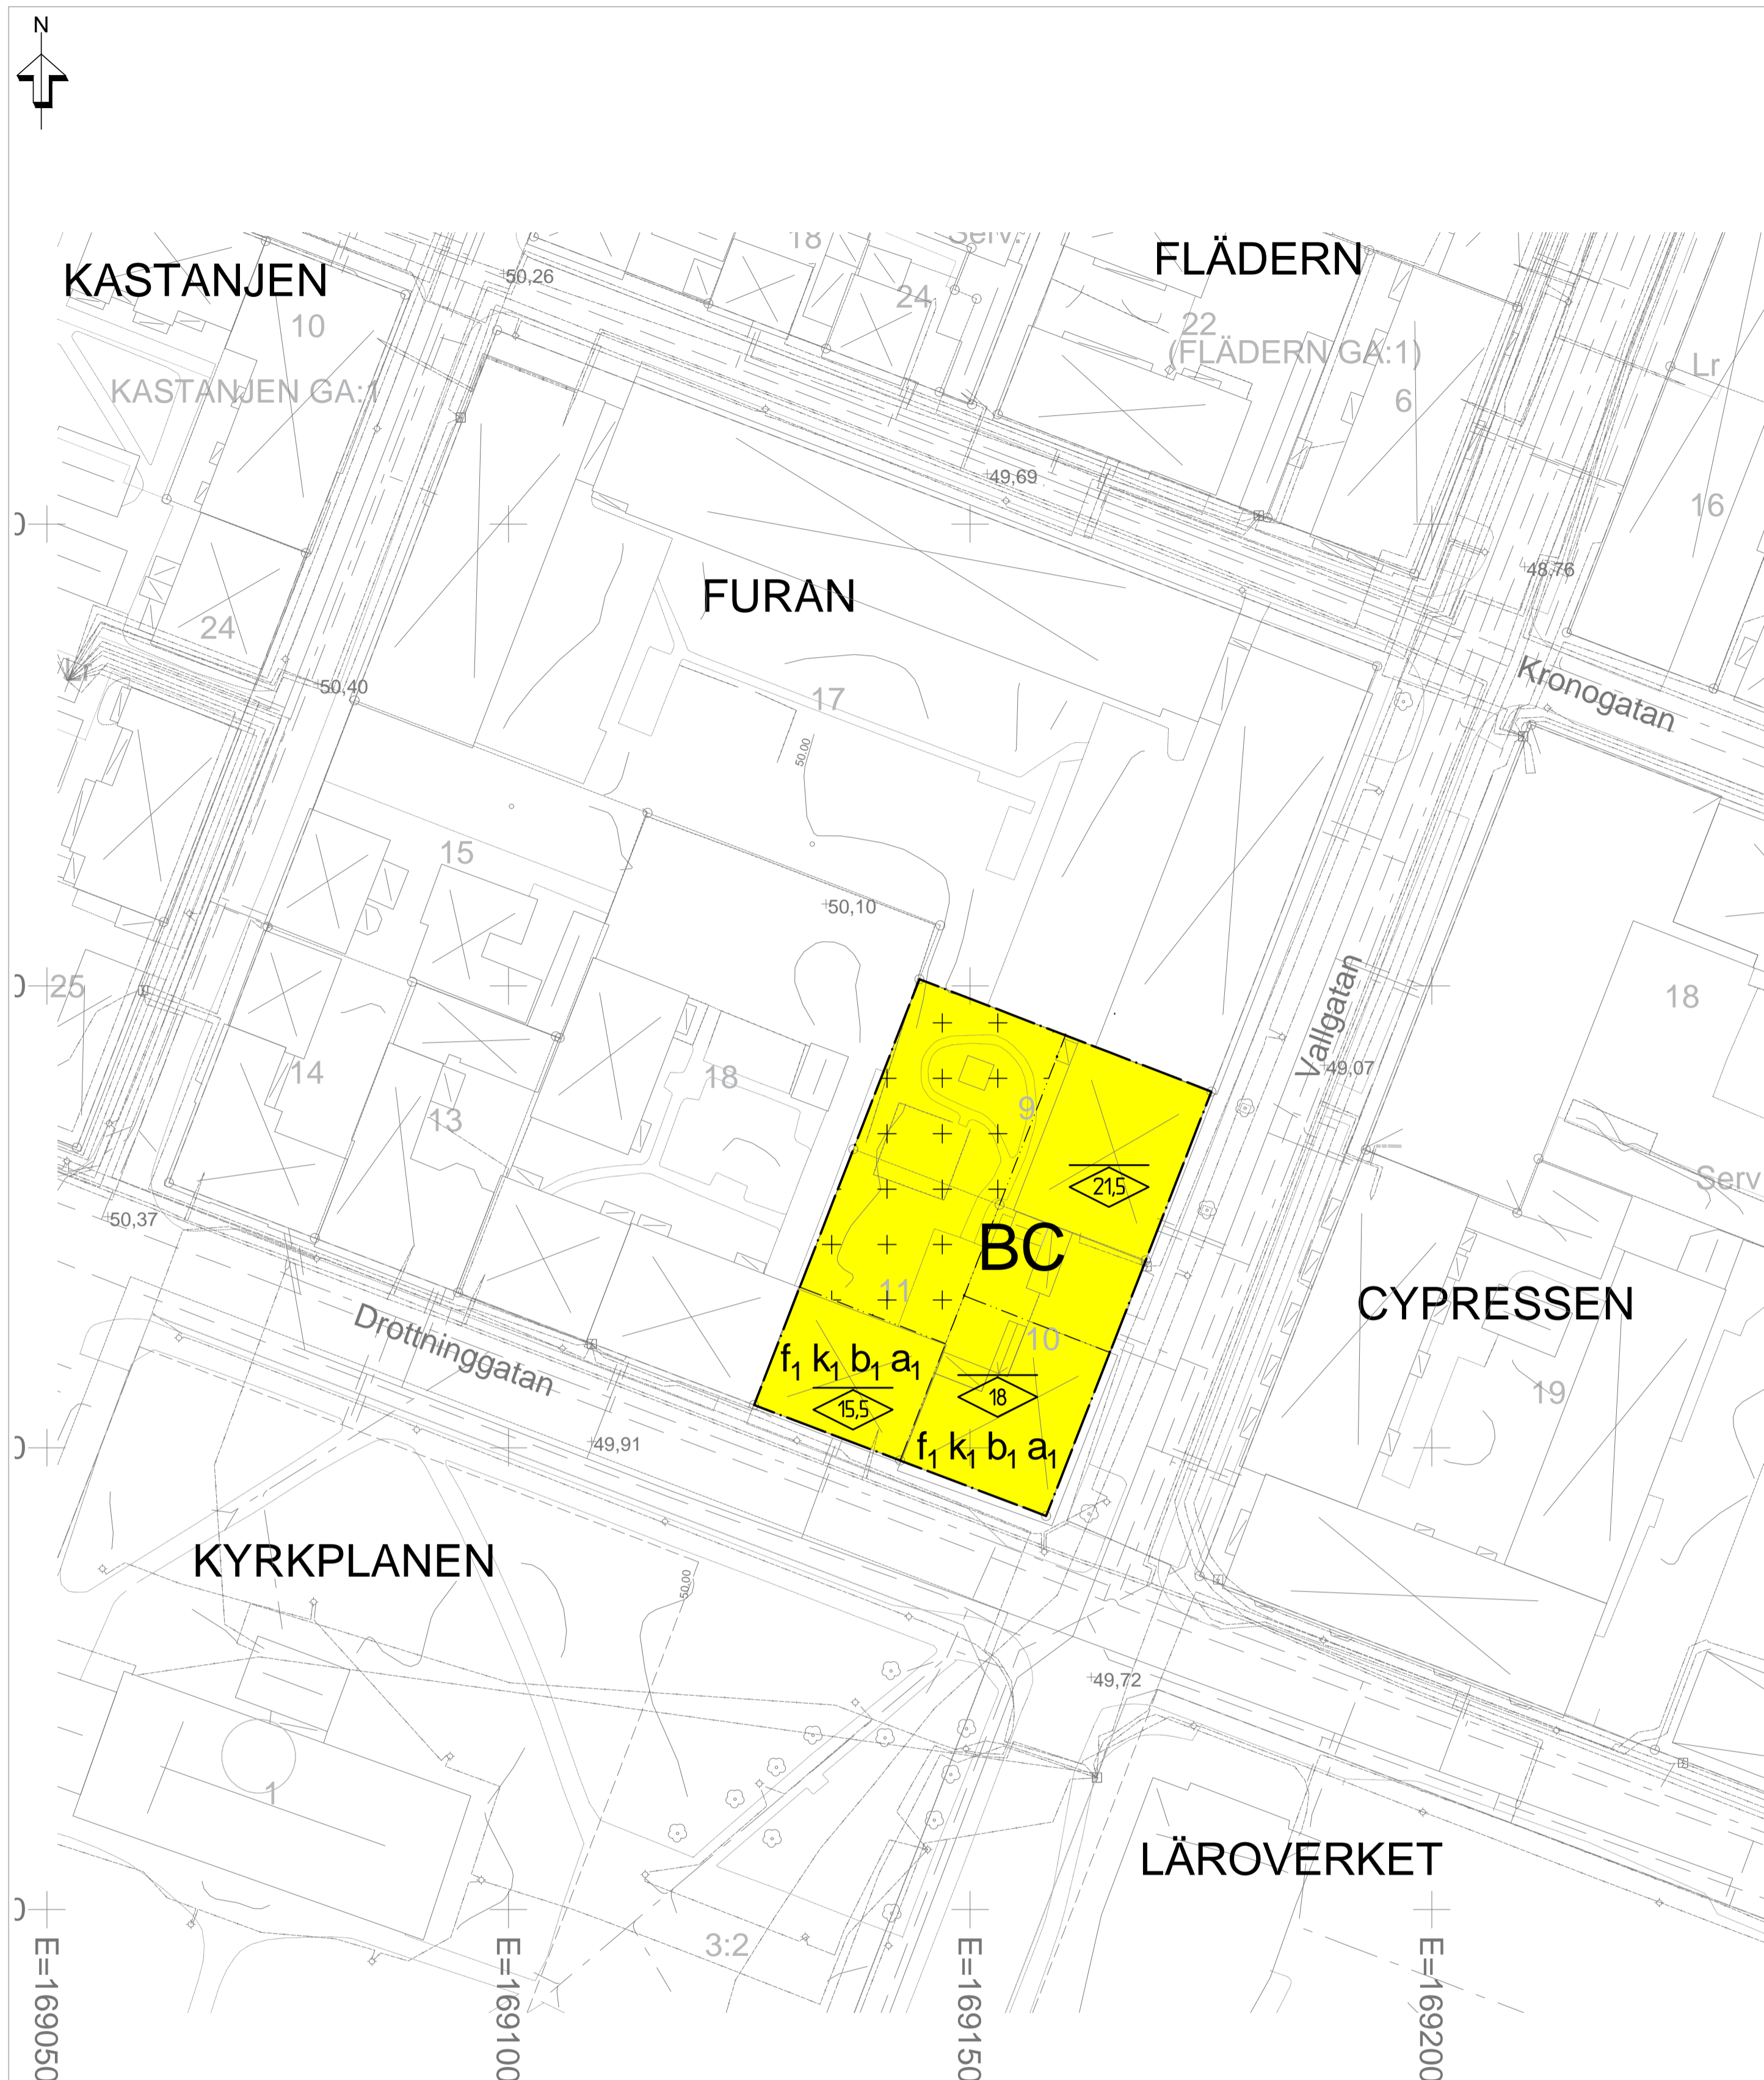 N
18
Serv.
FLÄDERN
KASTANJEN
50,26
24
10
22
(FLÄDERN GA:1)
Lr
KASTANJEN GA:1
6
49,69
16
48,76
FURAN
24
Lr
50,40
Kronogatan
17
50.00
15
50,10
25
18
Vallgatan
49,07
14
18
13
9
21,5
Serv
50,37
BC
11
CYPRESSEN
Drottninggatan
10
f1 k1 b1 a1
18
19
15,5
49,91
f1 k1 b1 a1
KYRKPLANEN
50.00
49,72
1
LÄROVERKET
3:2
E=169050
E=169100
E=169150
E=169200